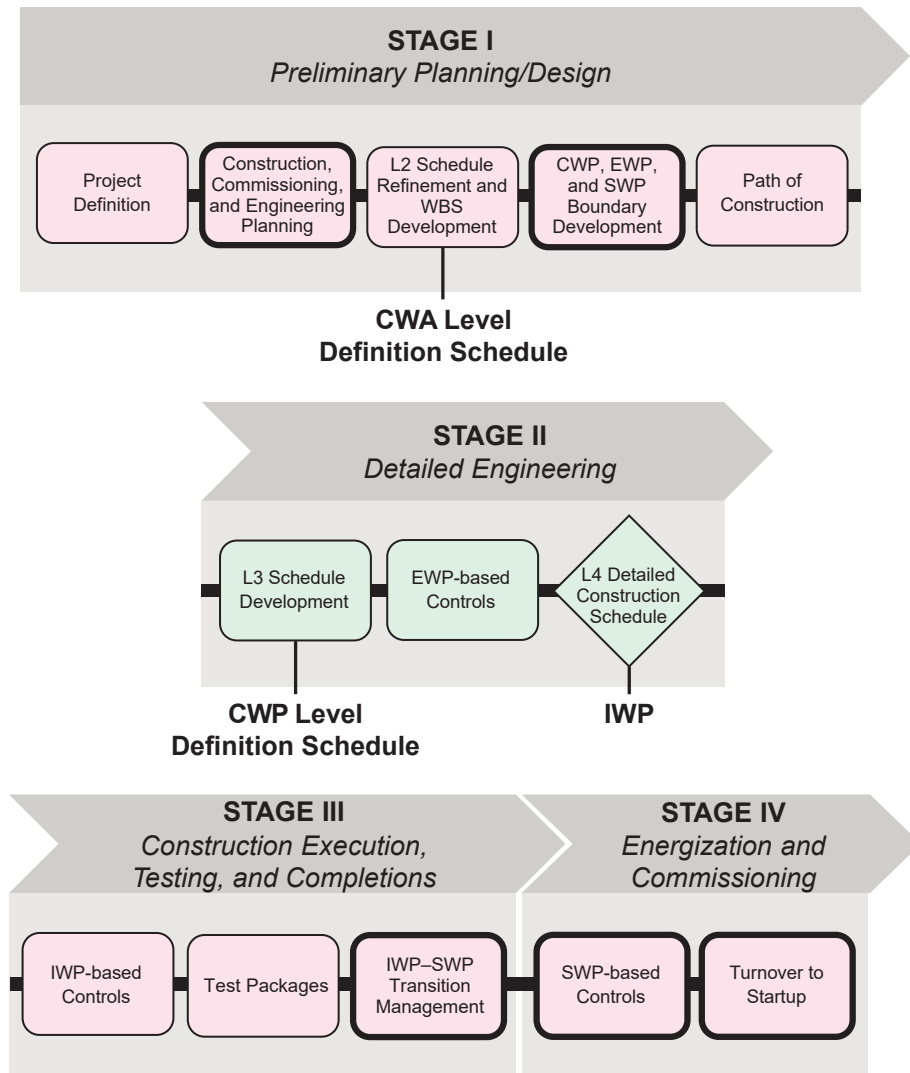 STAGE I
Preliminary Planning/Design
Project
Definition
Construction,
Commissioning,
and Engineering
Planning
L2 Schedule
Refinement and
WBS
Development
CWP, EWP,
and SWP
Boundary
Development
Path of
Construction
CWA Level
Definition Schedule
STAGE II
Detailed Engineering
L3 Schedule
Development
EWP-based
Controls
L4 Detailed
Construction
Schedule
CWP Level
Definition Schedule
IWP
STAGE III
Construction Execution,
Testing, and Completions
STAGE IV
Energization and
Commissioning
IWP-based
Controls
Test Packages
IWP–SWP
Transition
Management
SWP-based
Controls
Turnover to
Startup